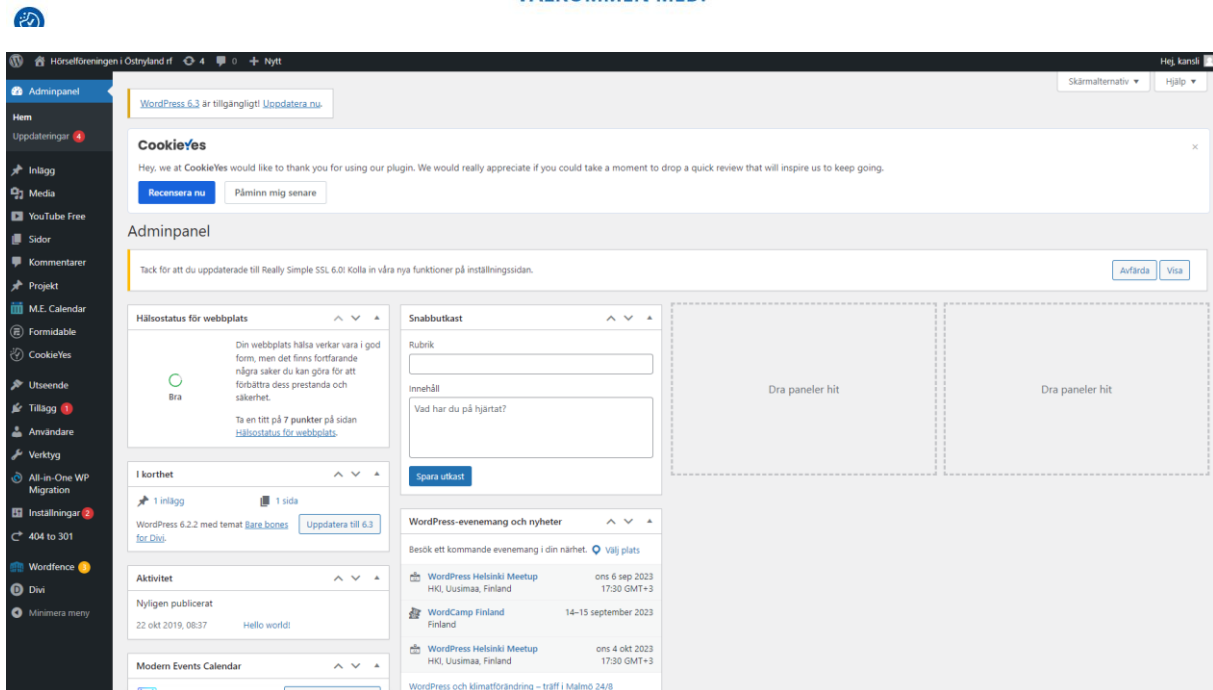 VÄLKOMMEN MED!
Hörselföreningen i Östnyland rf 4 0 + Nytt
Hej, kansli
Adminpanel
Hem
Uppdateringar 4
Inlägg
Media
YouTube Free
Sidor
Kommentarer
Projekt
M.E. Calendar
Formidable
CookieYes
Utseende
Tillägg 1
Användare
Verktyg
All-in-One WP
Migration
Inställningar 2
404 to 301
Wordfence 3
Divi
Minimera meny
Skärmalternativ
Hjälp
WordPress 6.3 är tillgängligt! Uppdatera nu.
CookieYes
Hey, we at CookieYes would like to thank you for using our plugin. We would really appreciate if you could take a moment to drop a quick review that will inspire us to keep going.
Recensera nu
Påminn mig senare
Adminpanel
Tack för att du uppdaterade till Really Simple SSL 6.0! Kolla in våra nya funktioner på inställningssidan.
Avfärda
Visa
Hälsostatus för webbplats
Bra
Din webbplats hälsa verkar vara i god
form, men det finns fortfarande
några saker du kan göra för att
förbättra dess prestanda och
säkerhet.
Ta en titt på 7 punkter på sidan
Hälsostatus för webbplats.
I korthet
1 inlägg
1 sida
WordPress 6.2.2 med temat Bare bones
for Divi.
Uppdatera till 6.3
Aktivitet
Nyligen publicerat
22 okt 2019, 08:37 Hello world!
Modern Events Calendar
Snabbutkast
Rubrik
Innehåll
Vad har du på hjärtat?
Spara utkast
WordPress-evenemang och nyheter
Besök ett kommande evenemang i din närhet. Välj plats
WordPress Helsinki Meetup ons 6 sep 2023
HKI, Uusimaa, Finland 17:30 GMT+3
WordCamp Finland 14–15 september 2023
Finland
WordPress Helsinki Meetup ons 4 okt 2023
HKI, Uusimaa, Finland 17:30 GMT+3
WordPress och klimatförändring – träff i Malmö 24/8
Dra paneler hit
Dra paneler hit